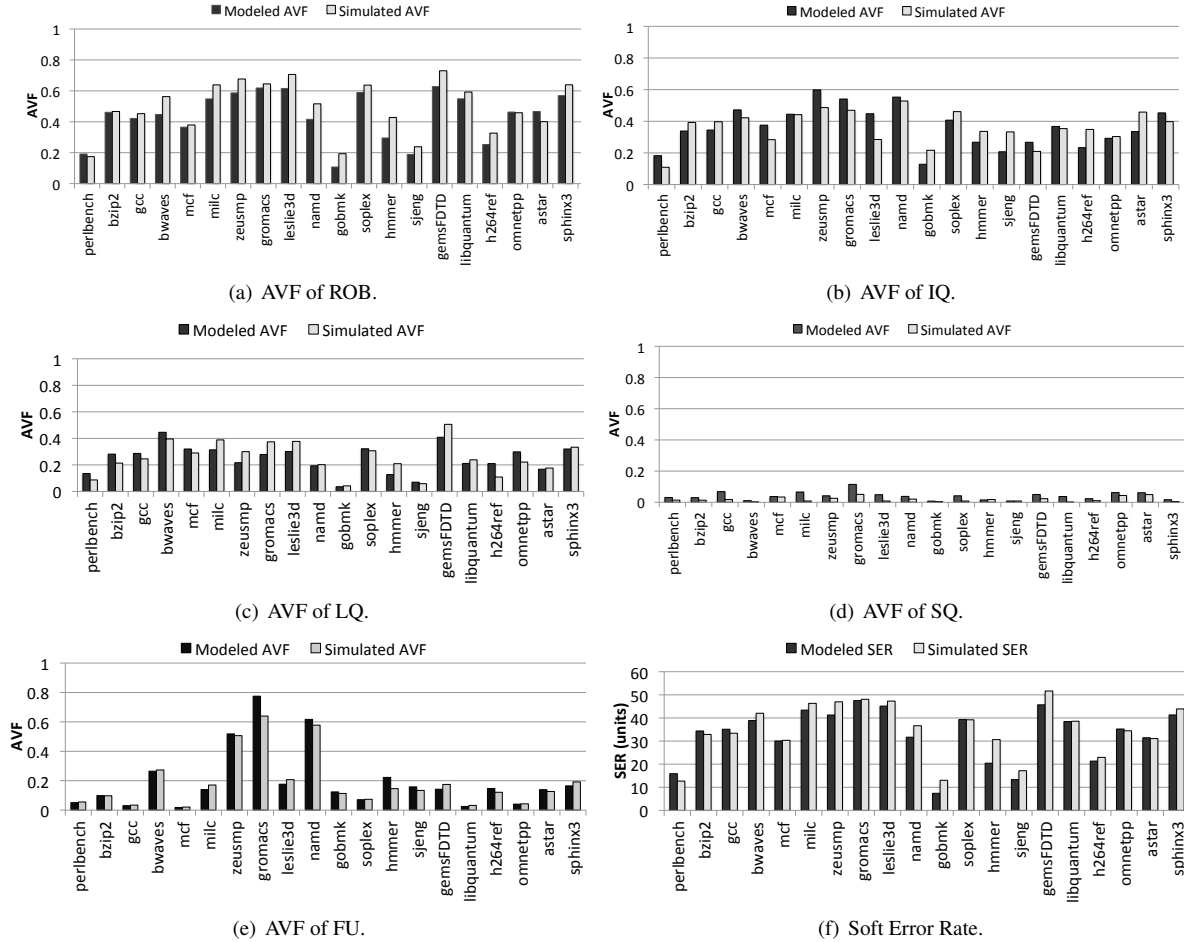 Modeled AVF Simulated AVF
1
0.8
0.6
0.4
0.2
0
AVF
perlbench
bzip2
gcc
bwaves
mcf
milc
zeusmp
gromacs
leslie3d
namd
gobmk
soplex
hmmer
sjeng
gemsFDTD
libquantum
h264ref
omnetpp
astar
sphinx3
(a) AVF of ROB.
Modeled AVF Simulated AVF
1
0.8
0.6
0.4
0.2
0
AVF
perlbench
bzip2
gcc
bwaves
mcf
milc
zeusmp
gromacs
leslie3d
namd
gobmk
soplex
hmmer
sjeng
gemsFDTD
libquantum
h264ref
omnetpp
astar
sphinx3
(b) AVF of IQ.
Modeled AVF Simulated AVF
1
0.8
0.6
0.4
0.2
0
AVF
perlbench
bzip2
gcc
bwaves
mcf
milc
zeusmp
gromacs
leslie3d
namd
gobmk
soplex
hmmer
sjeng
gemsFDTD
libquantum
h264ref
omnetpp
astar
sphinx3
(c) AVF of LQ.
Modeled AVF Simulated AVF
1
0.8
0.6
0.4
0.2
0
AVF
perlbench
bzip2
gcc
bwaves
mcf
milc
zeusmp
gromacs
leslie3d
namd
gobmk
soplex
hmmer
sjeng
gemsFDTD
libquantum
h264ref
omnetpp
astar
sphinx3
(d) AVF of SQ.
Modeled AVF Simulated AVF
1
0.8
0.6
0.4
0.2
0
AVF
perlbench
bzip2
gcc
bwaves
mcf
milc
zeusmp
gromacs
leslie3d
namd
gobmk
soplex
hmmer
sjeng
gemsFDTD
libquantum
h264ref
omnetpp
astar
sphinx3
(e) AVF of FU.
Modeled SER Simulated SER
60
50
40
30
20
10
0
SER (units)
perlbench
bzip2
gcc
bwaves
mcf
milc
zeusmp
gromacs
leslie3d
namd
gobmk
soplex
hmmer
sjeng
gemsFDTD
libquantum
h264ref
omnetpp
astar
sphinx3
(f) Soft Error Rate.